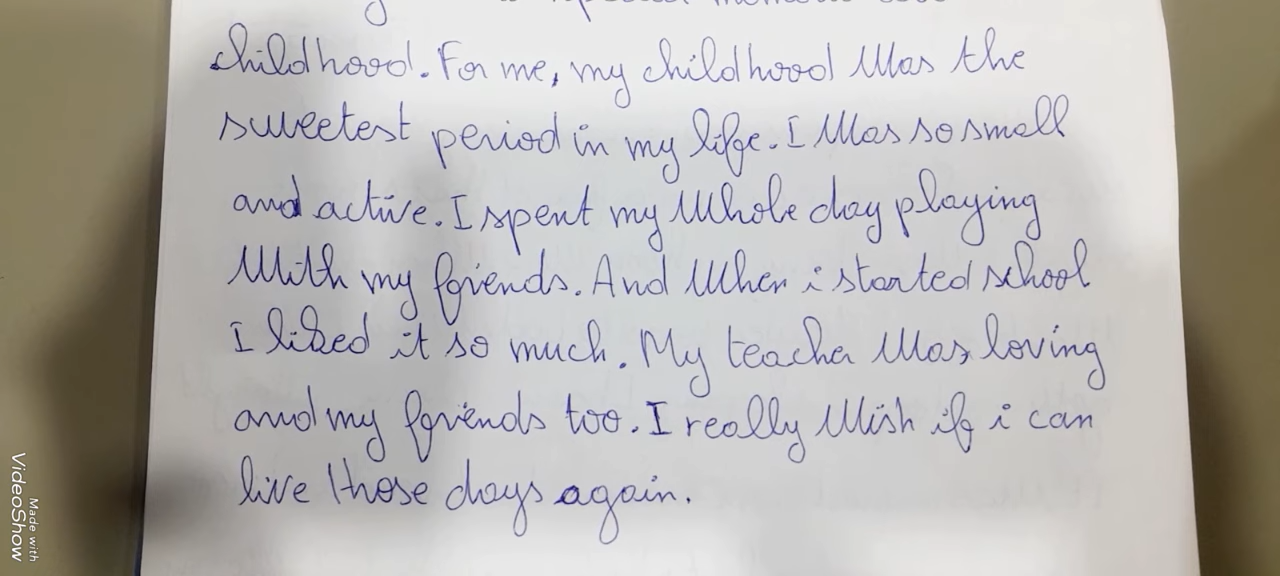 childhood. For me, my childhood Was the
sweetest period in my life. I Was so small
and active. I spent my Whole day playing
With my friends. And When i started school
I liked it so much. My teacher Was loving
and my friends too. I really Wish if i can
live those days again.
Made with
VideoShow